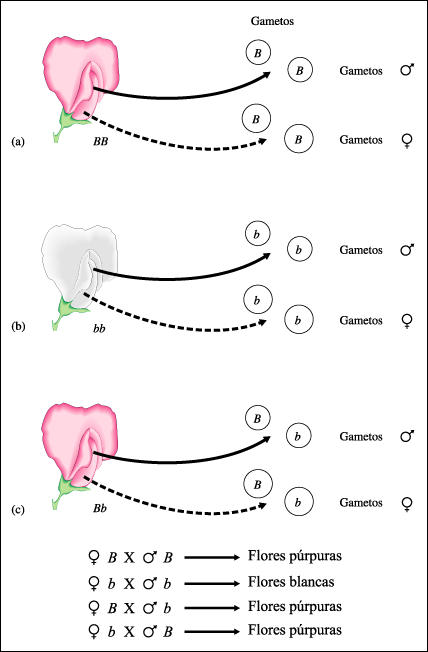 Gametos
B
B Gametos ♂
(a) BB
B
B Gametos ♀
b
b Gametos ♂
(b) bb
b
b Gametos ♀
B
b Gametos ♂
(c) Bb
B
b Gametos ♀
♀ B X ♂ B Flores púrpuras
♀ b X ♂ b Flores blancas
♀ B X ♂ b Flores púrpuras
♀ b X ♂ B Flores púrpuras